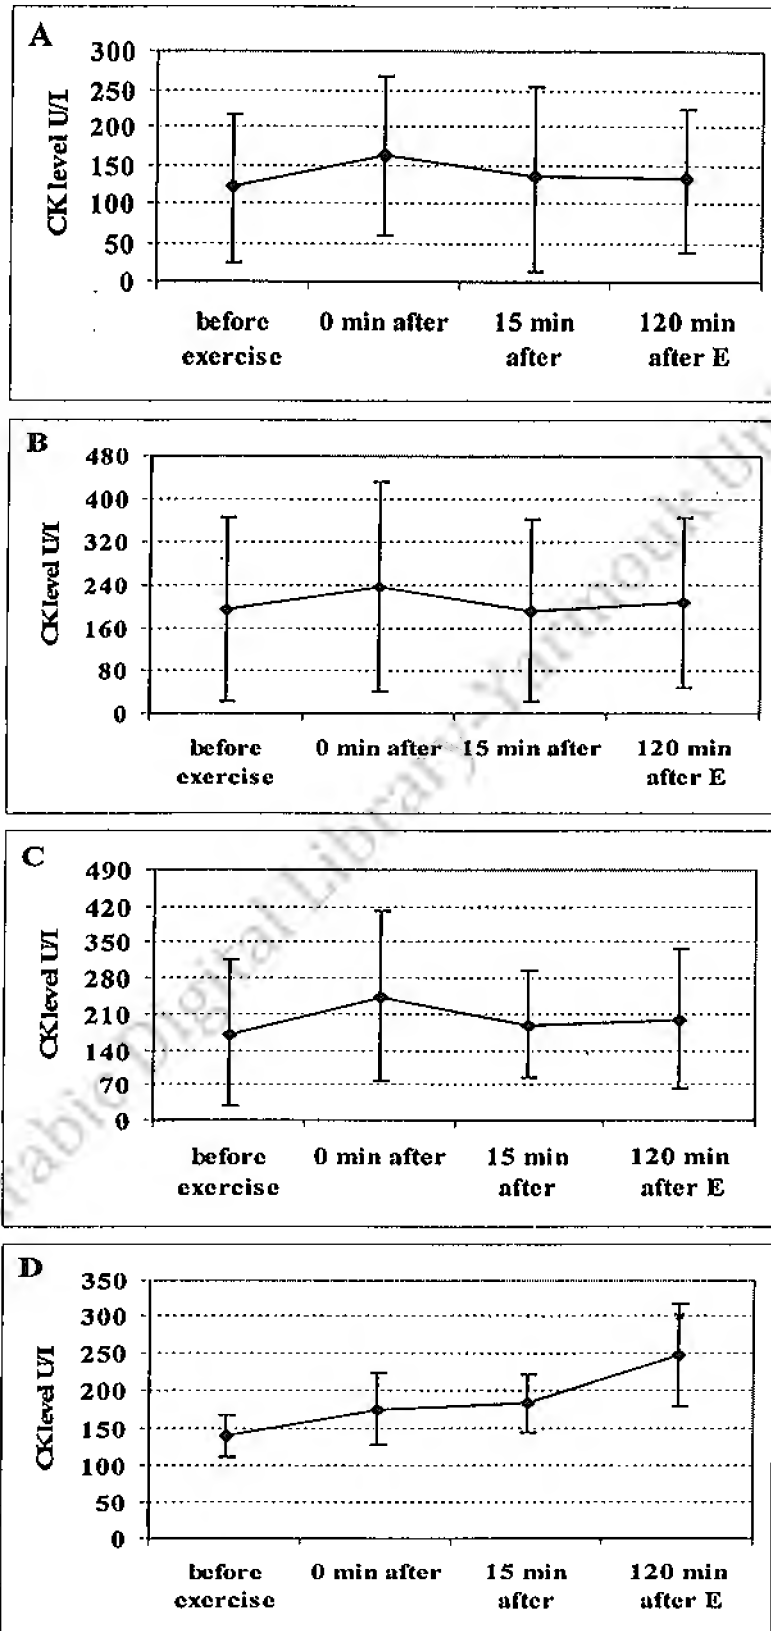 A
300
250
200
150
100
50
0
CK level U/I
before exercise
0 min after
15 min after
120 min after E
B
480
400
320
240
160
80
0
CK level U/I
before exercise
0 min after
15 min after
120 min after E
C
490
420
350
280
210
140
70
0
CK level U/I
before exercise
0 min after
15 min after
120 min after E
D
350
300
250
200
150
100
50
0
CK level U/I
*
before exercise
0 min after
15 min after
120 min after E
Digital Library-Yarmouk